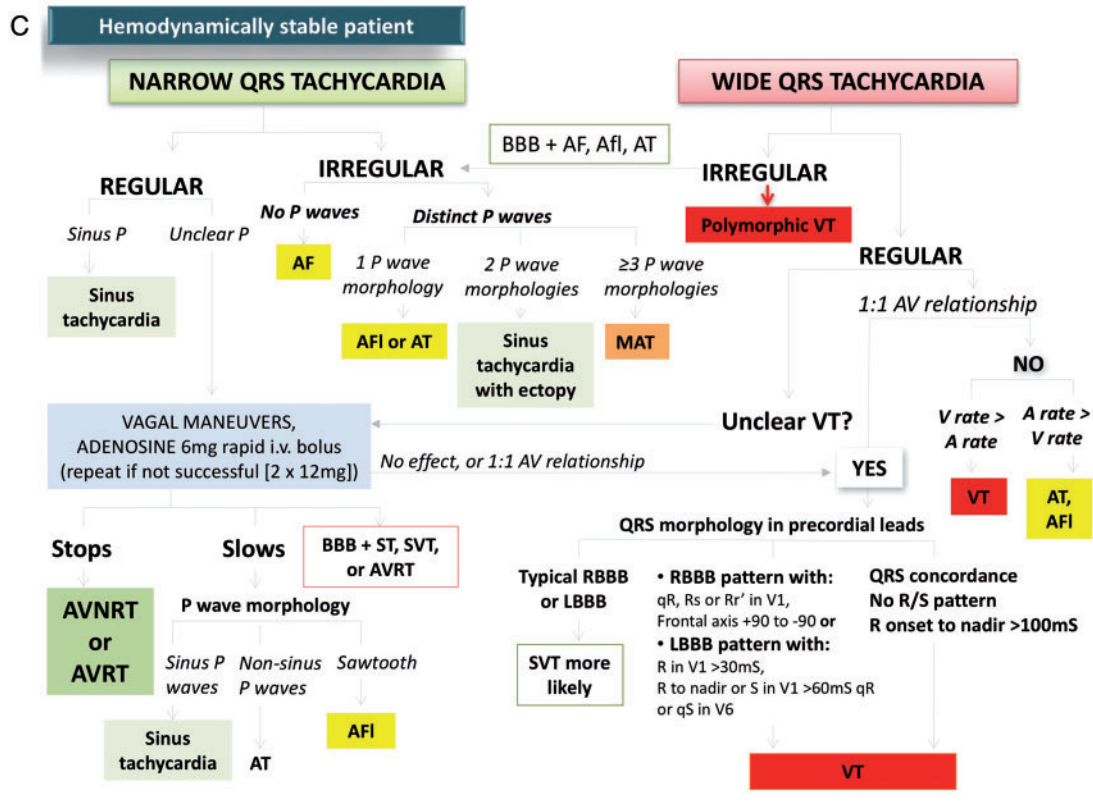 C
Hemodynamically stable patient
NARROW QRS TACHYCARDIA
WIDE QRS TACHYCARDIA
BBB + AF, Afl, AT
REGULAR
IRREGULAR
IRREGULAR
Sinus P
Unclear P
No P waves
Distinct P waves
Polymorphic VT
Sinus
tachycardia
AF
1 P wave
morphology
2 P wave
morphologies
≥3 P wave
morphologies
AFl or AT
Sinus
tachycardia
with ectopy
MAT
REGULAR
1:1 AV relationship
NO
V rate >
A rate
A rate >
V rate
VT
AT,
AFl
Unclear VT?
YES
VAGAL MANEUVERS,
ADENOSINE 6mg rapid i.v. bolus
(repeat if not successful [2 x 12mg])
No effect, or 1:1 AV relationship
Stops
Slows
BBB + ST, SVT,
or AVRT
AVNRT
or
AVRT
P wave morphology
Sinus P
waves
Non-sinus
P waves
Sawtooth
Sinus
tachycardia
AT
AFl
QRS morphology in precordial leads
Typical RBBB
or LBBB
SVT more
likely
• RBBB pattern with:
qR, Rs or Rr' in V1,
Frontal axis +90 to -90 or
• LBBB pattern with:
R in V1 >30mS,
R to nadir or S in V1 >60mS qR
or qS in V6
QRS concordance
No R/S pattern
R onset to nadir >100mS
VT